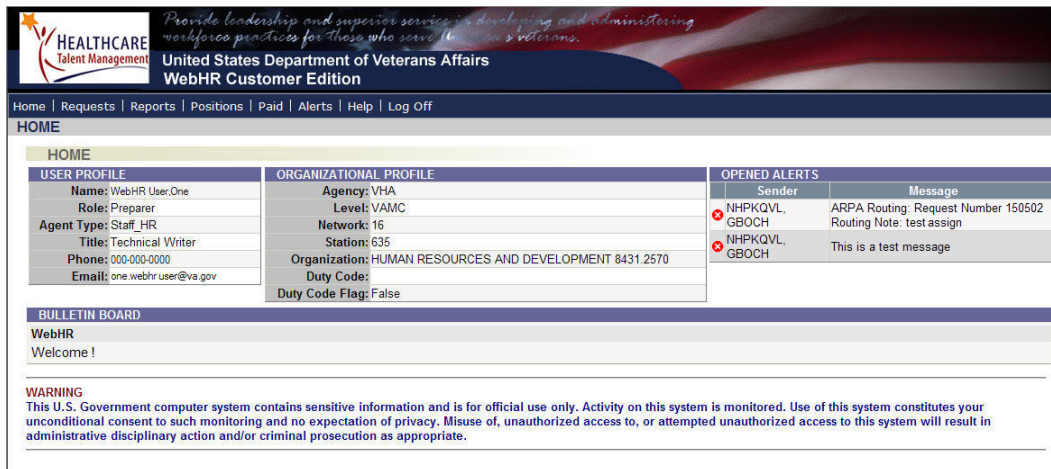 Provide leadership and superior service in developing and administering
workforce practices for those who serve America's veterans.
HEALTHCARE
Talent Management
United States Department of Veterans Affairs
WebHR Customer Edition
Home | Requests | Reports | Positions | Paid | Alerts | Help | Log Off
HOME
HOME
USER PROFILE
Name: WebHR User,One
Role: Preparer
Agent Type: Staff_HR
Title: Technical Writer
Phone: 000-000-0000
Email: one.webhr user@va.gov
ORGANIZATIONAL PROFILE
Agency: VHA
Level: VAMC
Network: 16
Station: 635
Organization: HUMAN RESOURCES AND DEVELOPMENT 8431.2570
Duty Code:
Duty Code Flag: False
OPENED ALERTS
Sender Message
NHPKQVL, GBOCH ARPA Routing: Request Number 150502
Routing Note: test assign
NHPKQVL, GBOCH This is a test message
BULLETIN BOARD
WebHR
Welcome !
WARNING
This U.S. Government computer system contains sensitive information and is for official use only. Activity on this system is monitored. Use of this system constitutes your
unconditional consent to such monitoring and no expectation of privacy. Misuse of, unauthorized access to, or attempted unauthorized access to this system will result in
administrative disciplinary action and/or criminal prosecution as appropriate.